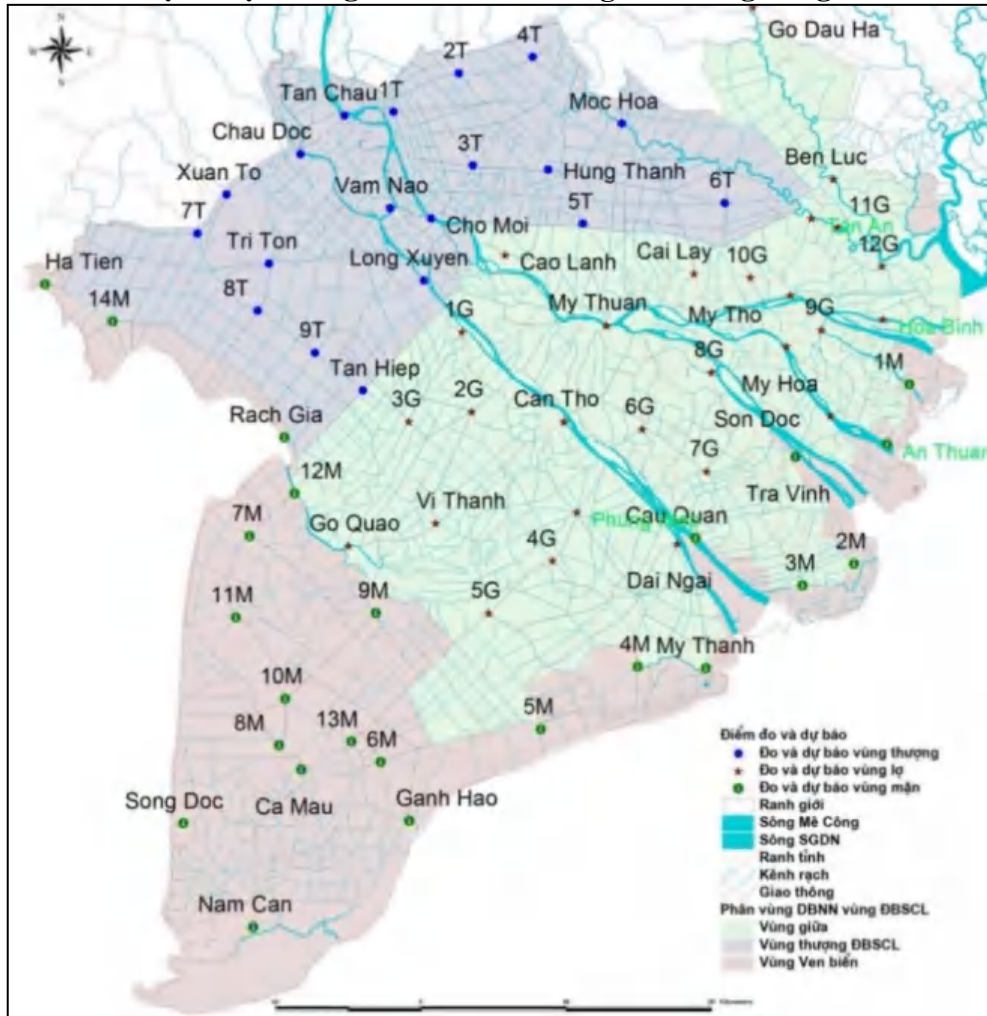 Go Dau Ha
4T
2T
Tan Chau
1T
Moc Hoa
Chau Doc
3T
Ben Luc
Xuan To
Vam Nao
Hung Thanh
6T
11G
7T
5T
Tan An
Cho Moi
Tri Ton
12G
Ha Tien
Long Xuyen
Cao Lanh
Cai Lay
10G
8T
14M
1G
My Thuan
My Tho
9G
Hoa Binh
9T
8G
1M
Tan Hiep
My Hoa
3G
2G
Can Tho
6G
Son Doc
Rach Gia
An Thuan
7G
12M
Tra Vinh
7M
Go Quao
Vi Thanh
Cau Quan
4G
2M
3M
11M
9M
5G
Dai Ngai
4M
My Thanh
10M
5M
8M
13M
6M
Song Doc
Ca Mau
Ganh Hao
Nam Can
Điểm đo và dự báo
Đo và dự báo vùng thượng
Đo và dự báo vùng lợ
Đo và dự báo vùng mặn
Ranh giới
Sông Mê Công
Sông SGDN
Ranh tỉnh
Kênh rạch
Giao thông
Phân vùng DBNN vùng ĐBSCL
Vùng giữa
Vùng thượng ĐBSCL
Vùng Ven biển